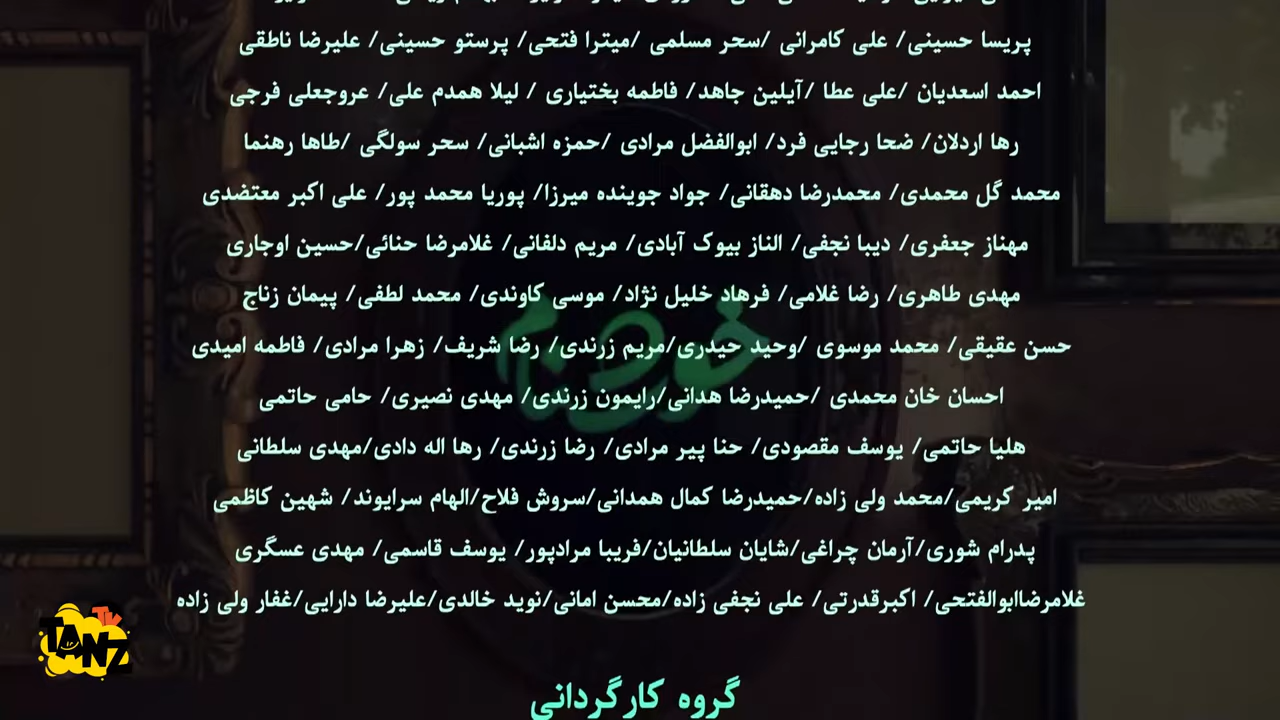 پریسا حسینی/ علی کامرانی /سحر مسلمی /میترا فتحی/ پرستو حسینی/ علیرضا ناطقی
احمد اسعدیان /علی عطا /آیلین جاهد/ فاطمه بختیاری / لیلا همدم علی/ عروجعلی فرجی
رها اردلان/ ضحا رجایی فرد/ ابوالفضل مرادی /حمزه اشبانی/ سحر سولگی /طاها رهنما
محمد گل محمدی/ محمدرضا دهقانی/ جواد جوینده میرزا/ پوریا محمد پور/ علی اکبر معتضدی
مهناز جعفری/ دیبا نجفی/ الناز بیوک آبادی/ مریم دلفانی/ غلامرضا حنائی/حسین اوجاری
مهدی طاهری/ رضا غلامی/ فرهاد خلیل نژاد/ موسی کاوندی/ محمد لطفی/ پیمان زناج
حسن عقیقی/ محمد موسوی /وحید حیدری/مریم زرندی/ رضا شریف/ زهرا مرادی/ فاطمه امیدی
احسان خان محمدی /حمیدرضا هدانی/رایمون زرندی/ مهدی نصیری/ حامی حاتمی
هلیا حاتمی/ یوسف مقصودی/ حنا پیر مرادی/ رضا زرندی/ رها اله دادی/مهدی سلطانی
امیر کریمی/محمد ولی زاده/حمیدرضا کمال همدانی/سروش فلاح/الهام سرایوند/ شهین کاظمی
پدرام شوری/آرمان چراغی/شایان سلطانیان/فریبا مرادپور/ یوسف قاسمی/ مهدی عسگری
غلامرضاابوالفتحی/ اکبرقدرتی/ علی نجفی زاده/محسن امانی/نوید خالدی/علیرضا دارایی/غفار ولی زاده
گروه کارگردانی
TANZ TV